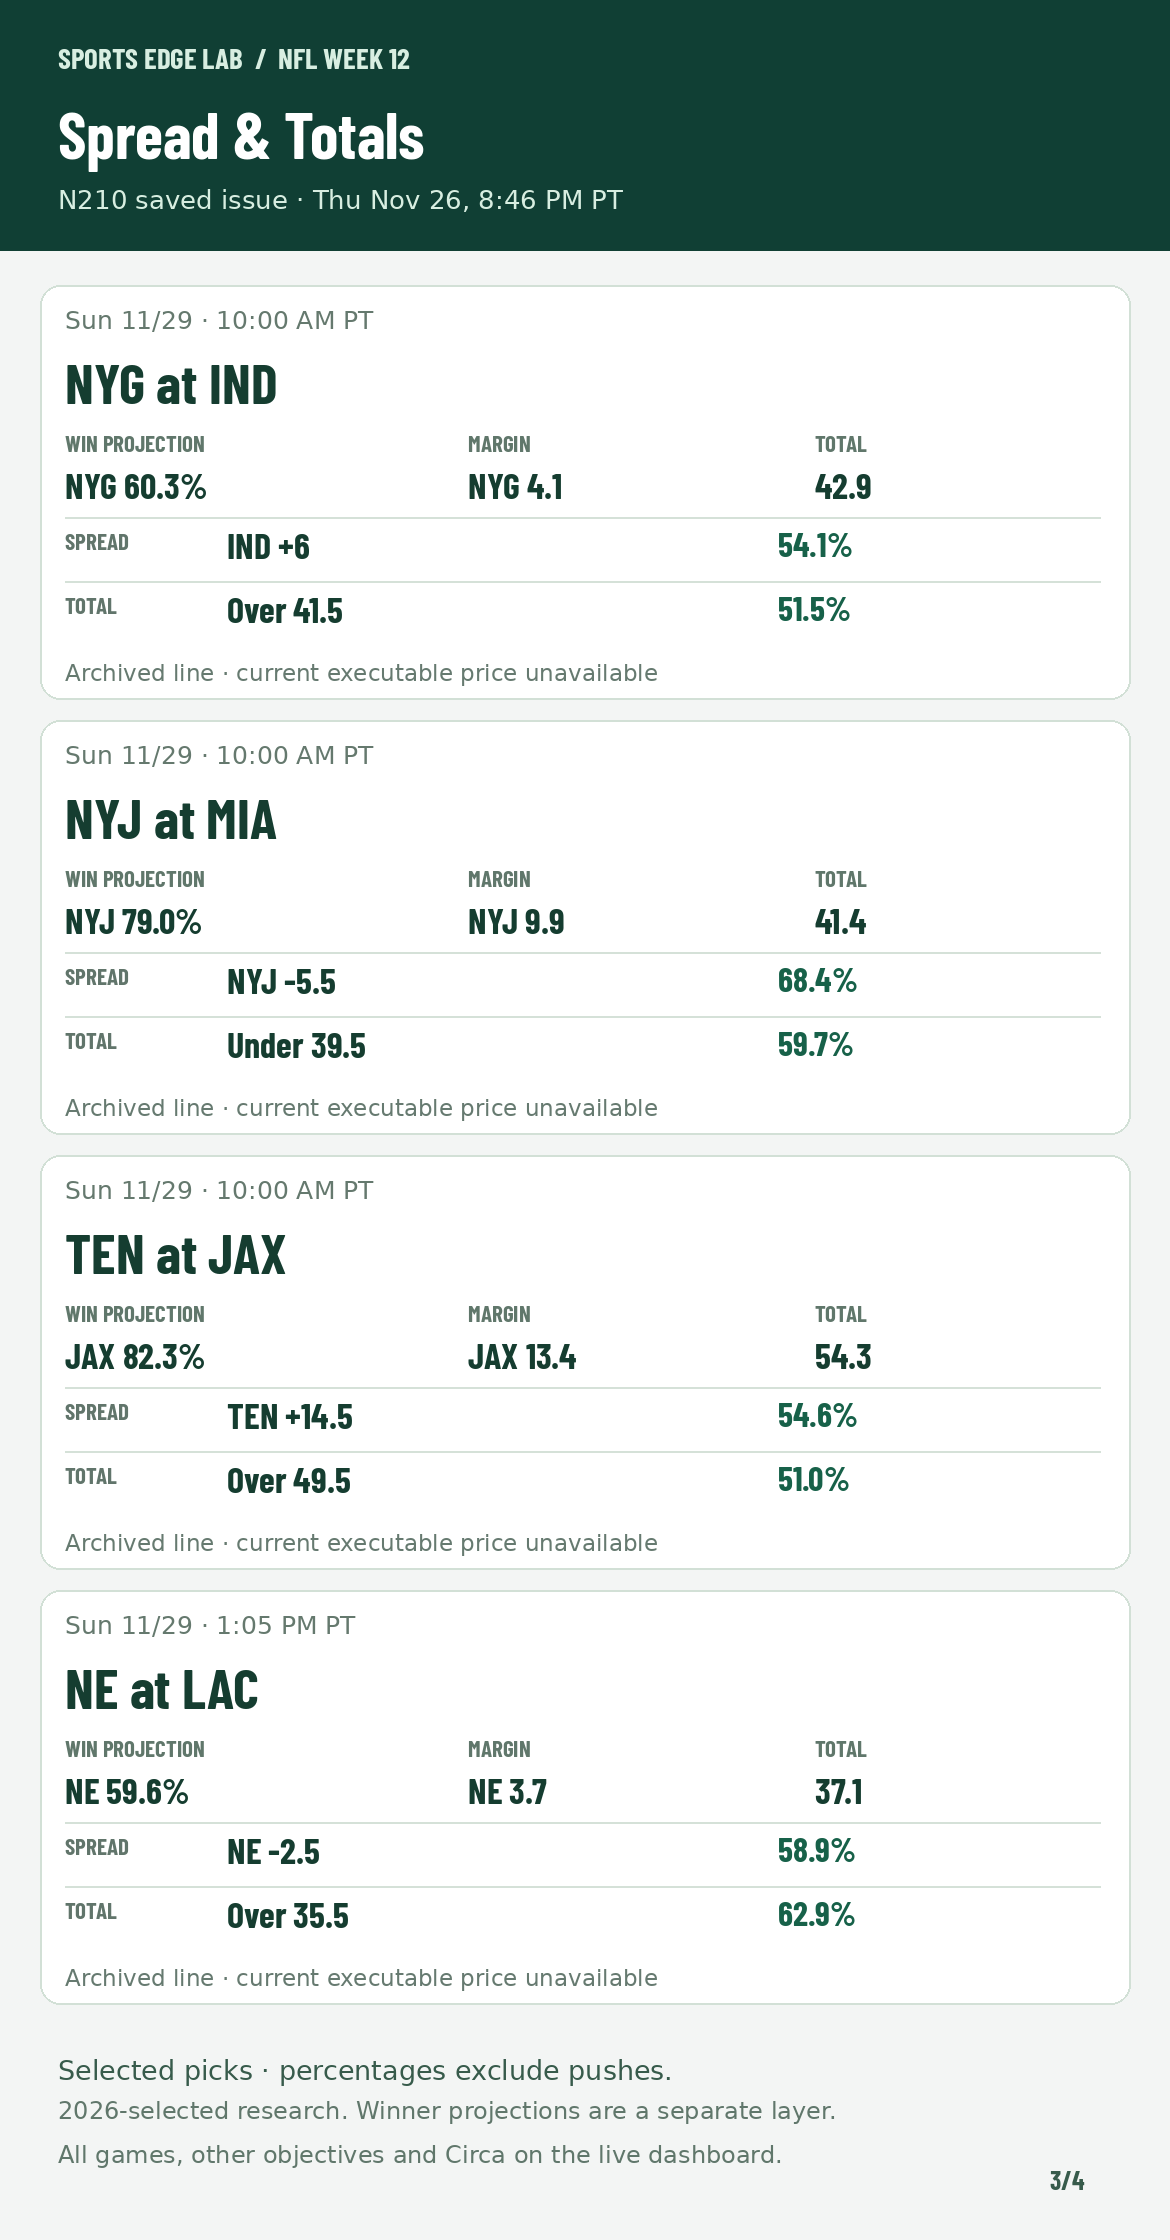 SPORTS EDGE LAB / NFL WEEK 12
Spread & Totals
N210 saved issue · Thu Nov 26, 8:46 PM PT
Sun 11/29 · 10:00 AM PT
NYG at IND
WIN PROJECTION MARGIN TOTAL
NYG 60.3% NYG 4.1 42.9
SPREAD IND +6 54.1%
TOTAL Over 41.5 51.5%
Archived line · current executable price unavailable
Sun 11/29 · 10:00 AM PT
NYJ at MIA
WIN PROJECTION MARGIN TOTAL
NYJ 79.0% NYJ 9.9 41.4
SPREAD NYJ -5.5 68.4%
TOTAL Under 39.5 59.7%
Archived line · current executable price unavailable
Sun 11/29 · 10:00 AM PT
TEN at JAX
WIN PROJECTION MARGIN TOTAL
JAX 82.3% JAX 13.4 54.3
SPREAD TEN +14.5 54.6%
TOTAL Over 49.5 51.0%
Archived line · current executable price unavailable
Sun 11/29 · 1:05 PM PT
NE at LAC
WIN PROJECTION MARGIN TOTAL
NE 59.6% NE 3.7 37.1
SPREAD NE -2.5 58.9%
TOTAL Over 35.5 62.9%
Archived line · current executable price unavailable
Selected picks · percentages exclude pushes.
2026-selected research. Winner projections are a separate layer.
All games, other objectives and Circa on the live dashboard.
3/4